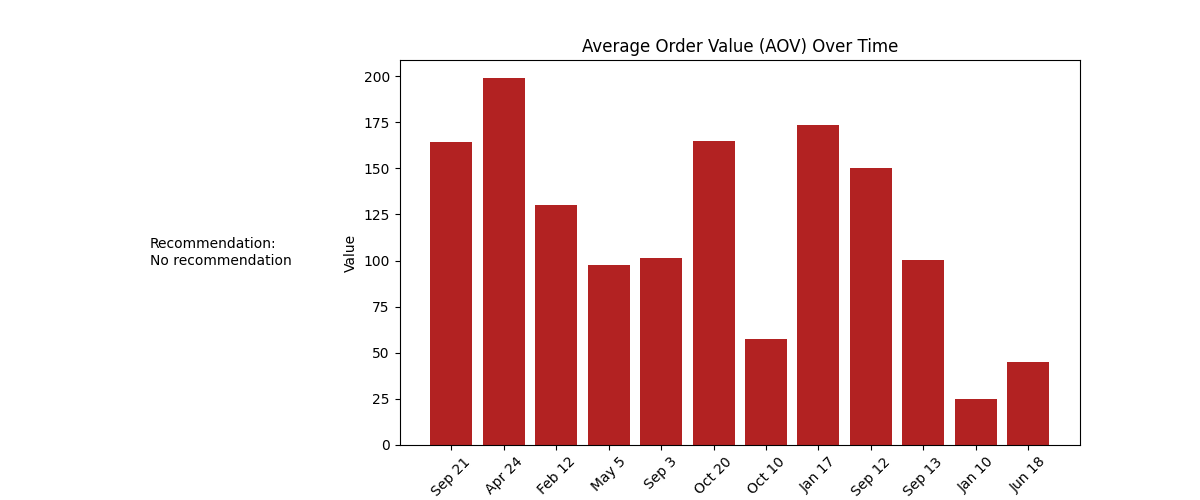 Average Order Value (AOV) Over Time
Recommendation:
No recommendation
Value
200
175
150
125
100
75
50
25
0
Sep 21
Apr 24
Feb 12
May 5
Sep 3
Oct 20
Oct 10
Jan 17
Sep 12
Sep 13
Jan 10
Jun 18